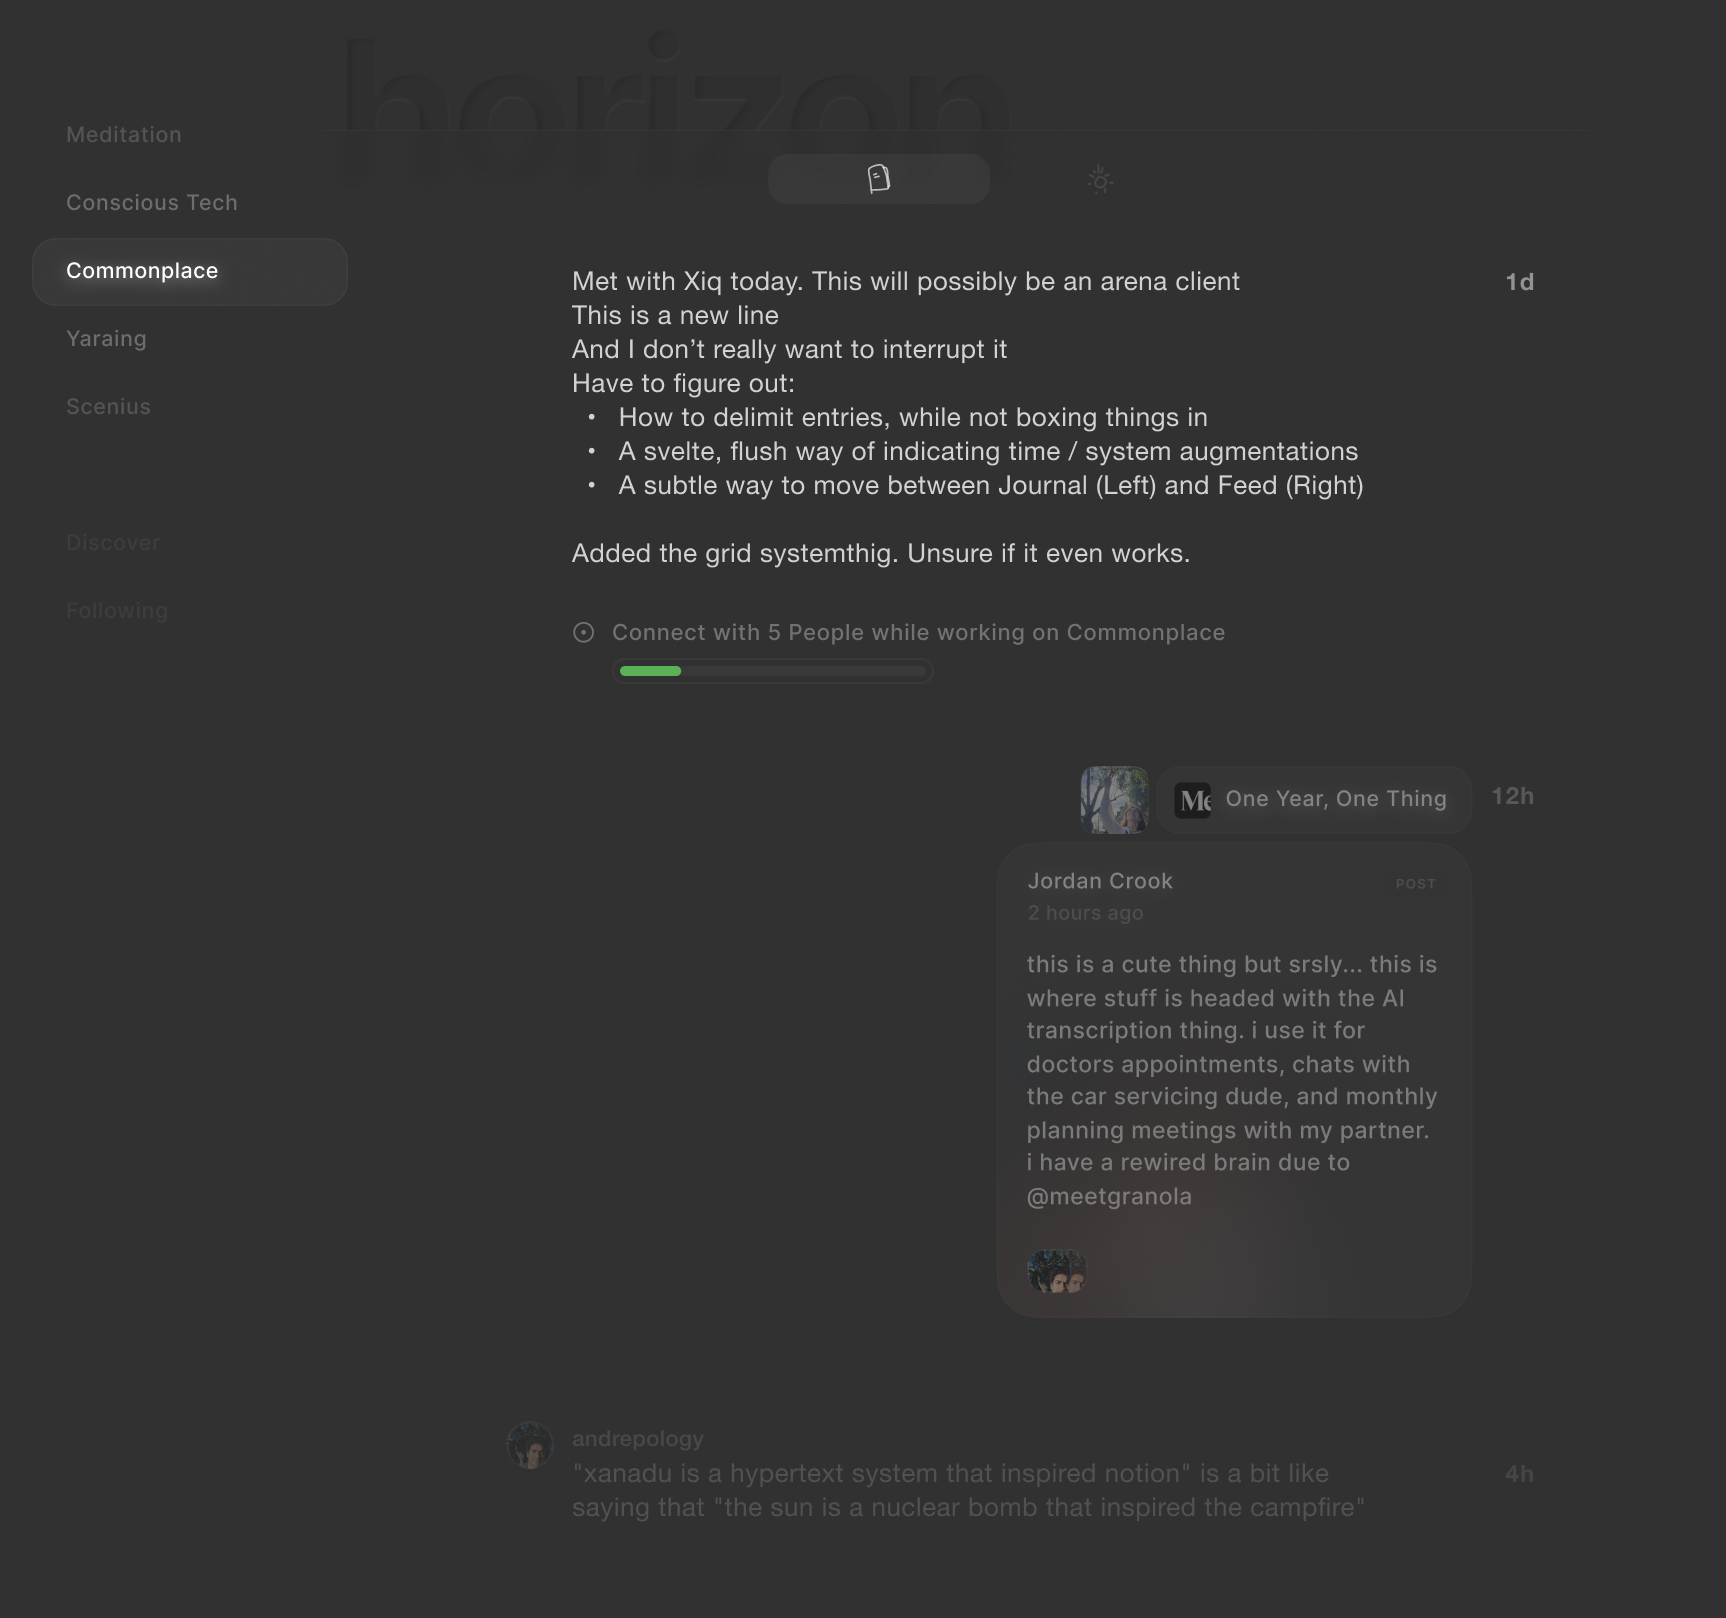 horizon
Meditation
Conscious Tech
Commonplace
Yaraing
Scenius
Discover
Following
Met with Xiq today. This will possibly be an arena client
1d
This is a new line
And I don’t really want to interrupt it
Have to figure out:
• How to delimit entries, while not boxing things in
• A svelte, flush way of indicating time / system augmentations
• A subtle way to move between Journal (Left) and Feed (Right)
Added the grid systemthig. Unsure if it even works.
Connect with 5 People while working on Commonplace
Me
One Year, One Thing
12h
Jordan Crook
POST
2 hours ago
this is a cute thing but srsly... this is
where stuff is headed with the AI
transcription thing. i use it for
doctors appointments, chats with
the car servicing dude, and monthly
planning meetings with my partner.
i have a rewired brain due to
@meetgranola
andrepology
"xanadu is a hypertext system that inspired notion" is a bit like
4h
saying that "the sun is a nuclear bomb that inspired the campfire"